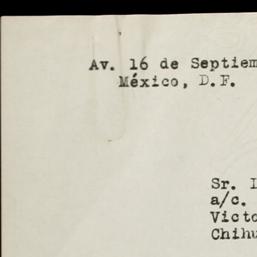 Av. 16 de Septiem
México, D.F.
Sr. I
a/c.
Victo
Chihu